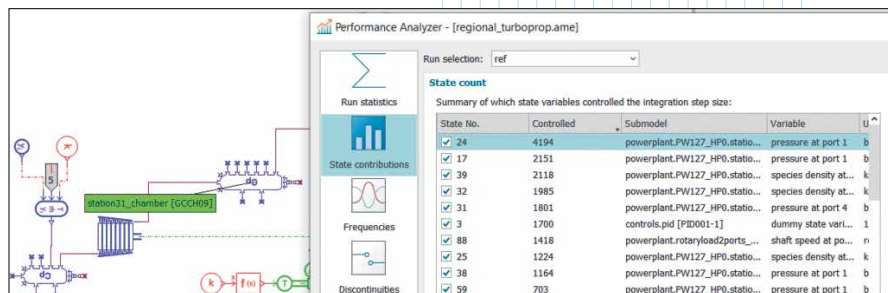 Performance Analyzer - [regional_turboprop.ame]
Run selection: ref
State count
Run statistics
Summary of which state variables controlled the integration step size:
State No. Controlled Submodel Variable
24 4194 powerplant.PW127_HP0.statio... pressure at port 1 b
State contributions
17 2151 powerplant.PW127_HP0.statio... pressure at port 1 b
39 2118 powerplant.PW127_HP0.statio... species density at... k
32 1985 powerplant.PW127_HP0.statio... species density at... k
31 1801 powerplant.PW127_HP0.statio... pressure at port 4 b
3 1700 controls.pid [PID001-1] dummy state vari... 1
Frequencies
88 1418 powerplant.rotaryload2ports_... shaft speed at po... r
25 1224 powerplant.PW127_HP0.statio... species density at... k
38 1164 powerplant.PW127_HP0.statio... pressure at port 1 b
59 703 powerplant.PW127_HP0.statio... pressure at port 1 b
Discontinuities
5
station31_chamber [GCCH09]
k
f(x)
T